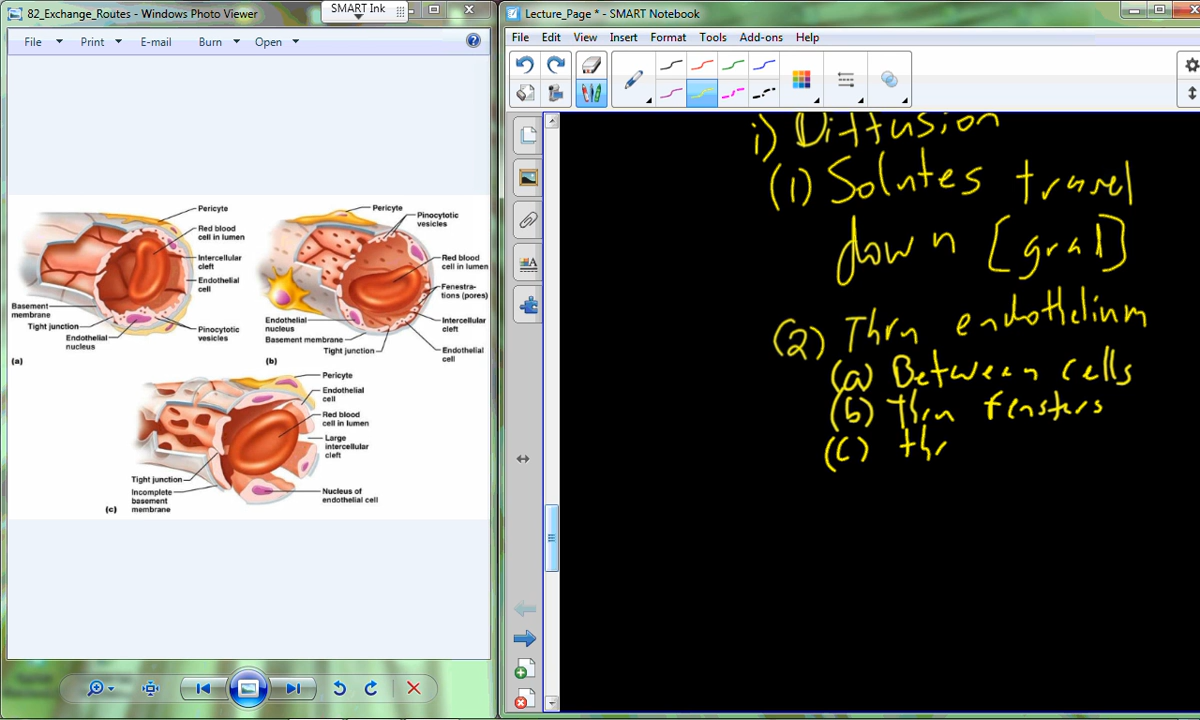 82_Exchange_Routes - Windows Photo Viewer
SMART Ink
File Print E-mail Burn Open
Pericyte
Red blood
cell in lumen
Intercellular
cleft
Endothelial
cell
Basement
membrane
Tight junction
Endothelial
nucleus
Pinocytotic
vesicles
(a)
Pericyte
Pinocytotic
vesicles
Red blood
cell in lumen
Fenestra-
tions (pores)
Intercellular
cleft
Endothelial
nucleus
Basement membrane
Tight junction
Endothelial
cell
(b)
Pericyte
Endothelial
cell
Red blood
cell in lumen
Large
intercellular
cleft
Tight junction
Incomplete
basement
membrane
Nucleus of
endothelial cell
(c)
Lecture_Page * - SMART Notebook
File Edit View Insert Format Tools Add-ons Help
i) Diffusion
(1) Solutes travel
down [grad]
(2) Thru endothelium
(a) Between cells
(b) Thru fensters
(c) thr